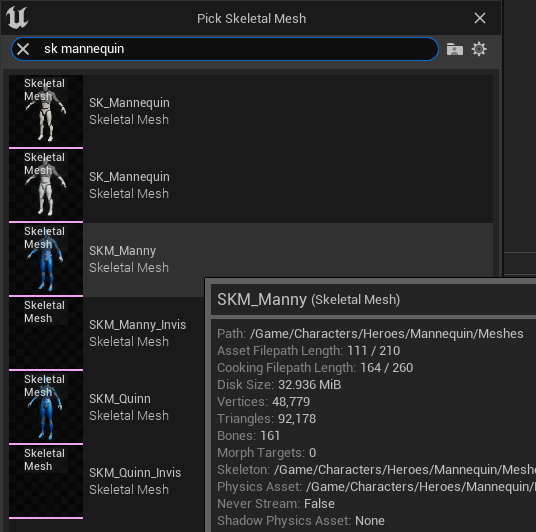 Pick Skeletal Mesh
sk mannequin
Skeletal
Mesh
SK_Mannequin
Skeletal Mesh
Skeletal
Mesh
SK_Mannequin
Skeletal Mesh
Skeletal
Mesh
SKM_Manny
Skeletal Mesh
Skeletal
Mesh
SKM_Manny_Invis
Skeletal Mesh
Skeletal
Mesh
SKM_Quinn
Skeletal Mesh
Skeletal
Mesh
SKM_Quinn_Invis
Skeletal Mesh
SKM_Manny (Skeletal Mesh)
Path: /Game/Characters/Heroes/Mannequin/Meshes
Asset Filepath Length: 111 / 210
Cooking Filepath Length: 164 / 260
Disk Size: 32.936 MiB
Vertices: 48,779
Triangles: 92,178
Bones: 161
Morph Targets: 0
Skeleton: /Game/Characters/Heroes/Mannequin/Mesh
Physics Asset: /Game/Characters/Heroes/Mannequin/
Never Stream: False
Shadow Physics Asset: None